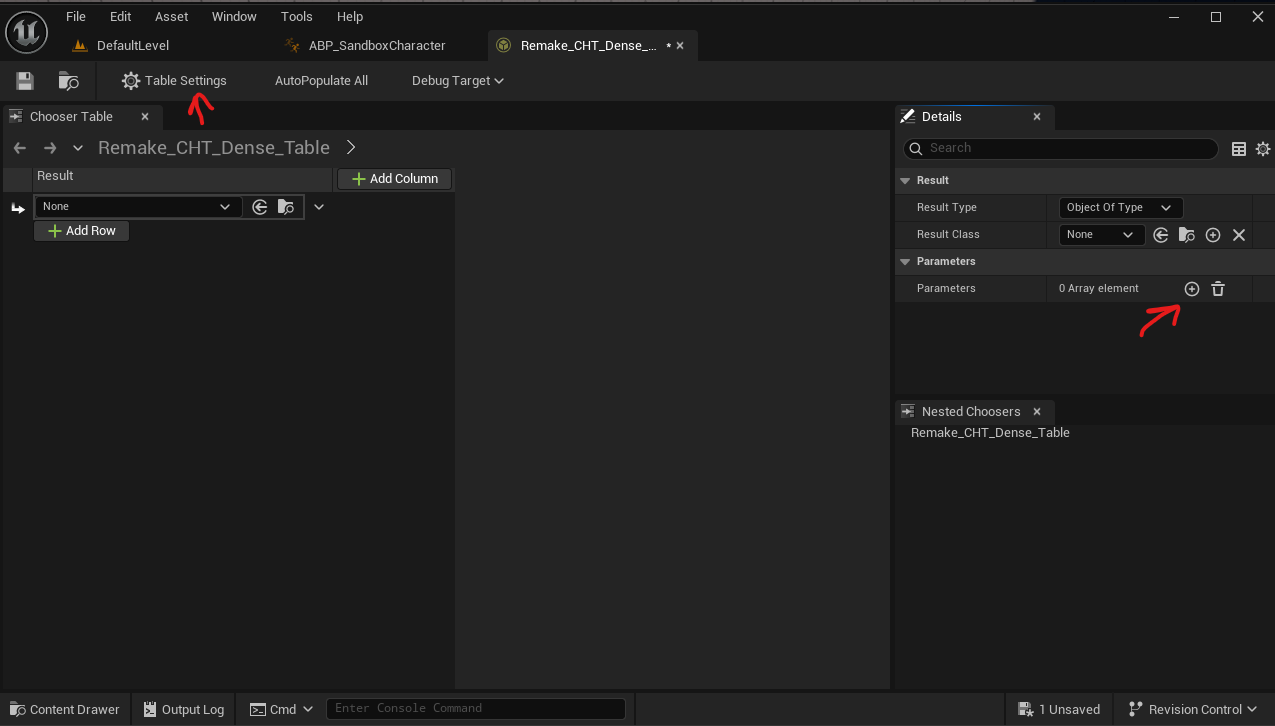 File Edit Asset Window Tools Help
DefaultLevel ABP_SandboxCharacter Remake_CHT_Dense_... *
Table Settings AutoPopulate All Debug Target
Chooser Table
Details
Remake_CHT_Dense_Table
Search
Result
Add Column
Result
None
Result Type Object Of Type
Add Row
Result Class None
Parameters
Parameters 0 Array element
Nested Choosers
Remake_CHT_Dense_Table
Content Drawer Output Log Cmd Enter Console Command 1 Unsaved Revision Control